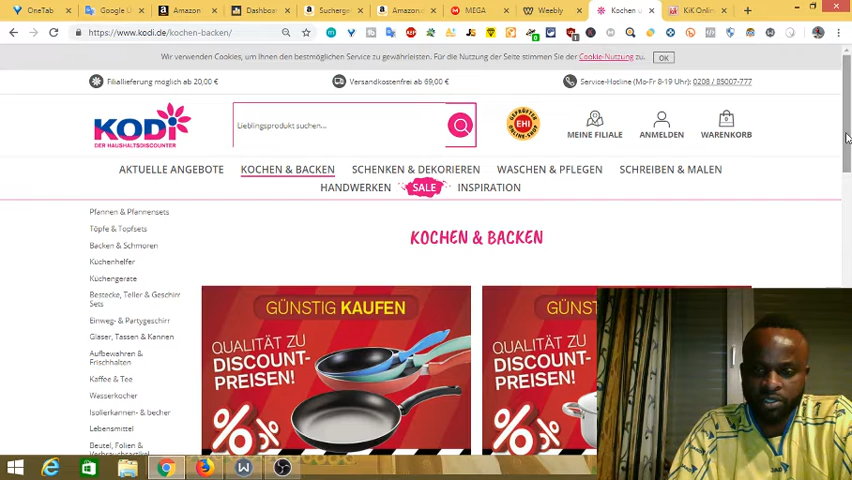 OneTab
Google Ü
Amazon
Dashboa
Sucherge
Amazon.d
MEGA
Weebly
Kochen u
KiK Onlin
https://www.kodi.de/kochen-backen/
Wir verwenden Cookies, um Ihnen den bestmöglichen Service zu gewährleisten. Für die Nutzung der Seite stimmen Sie der Cookie-Nutzung zu.
OK
Filiallieferung möglich ab 20,00 €
Versandkostenfrei ab 69,00 €
Service-Hotline (Mo-Fr 8-19 Uhr): 0208 / 85007-777
KODi
DER HAUSHALTSDISCOUNTER
Lieblingsprodukt suchen...
EHI
MEINE FILIALE
ANMELDEN
WARENKORB
AKTUELLE ANGEBOTE
KOCHEN & BACKEN
SCHENKEN & DEKORIEREN
WASCHEN & PFLEGEN
SCHREIBEN & MALEN
HANDWERKEN
SALE
INSPIRATION
Pfannen & Pfannensets
Töpfe & Topfsets
Backen & Schmoren
Küchenhelfer
Küchengeräte
Bestecke, Teller & Geschirr
Sets
Einweg- & Partygeschirr
Gläser, Tassen & Kannen
Aufbewahren &
Frischhalten
Kaffee & Tee
Wasserkocher
Isolierkannen- & becher
Lebensmittel
Beutel, Folien &
KOCHEN & BACKEN
GÜNSTIG KAUFEN
QUALITÄT ZU
DISCOUNT-
PREISEN!
%
GÜNST
QUALITÄT ZU
DISCOUNT-
PREISEN!
%